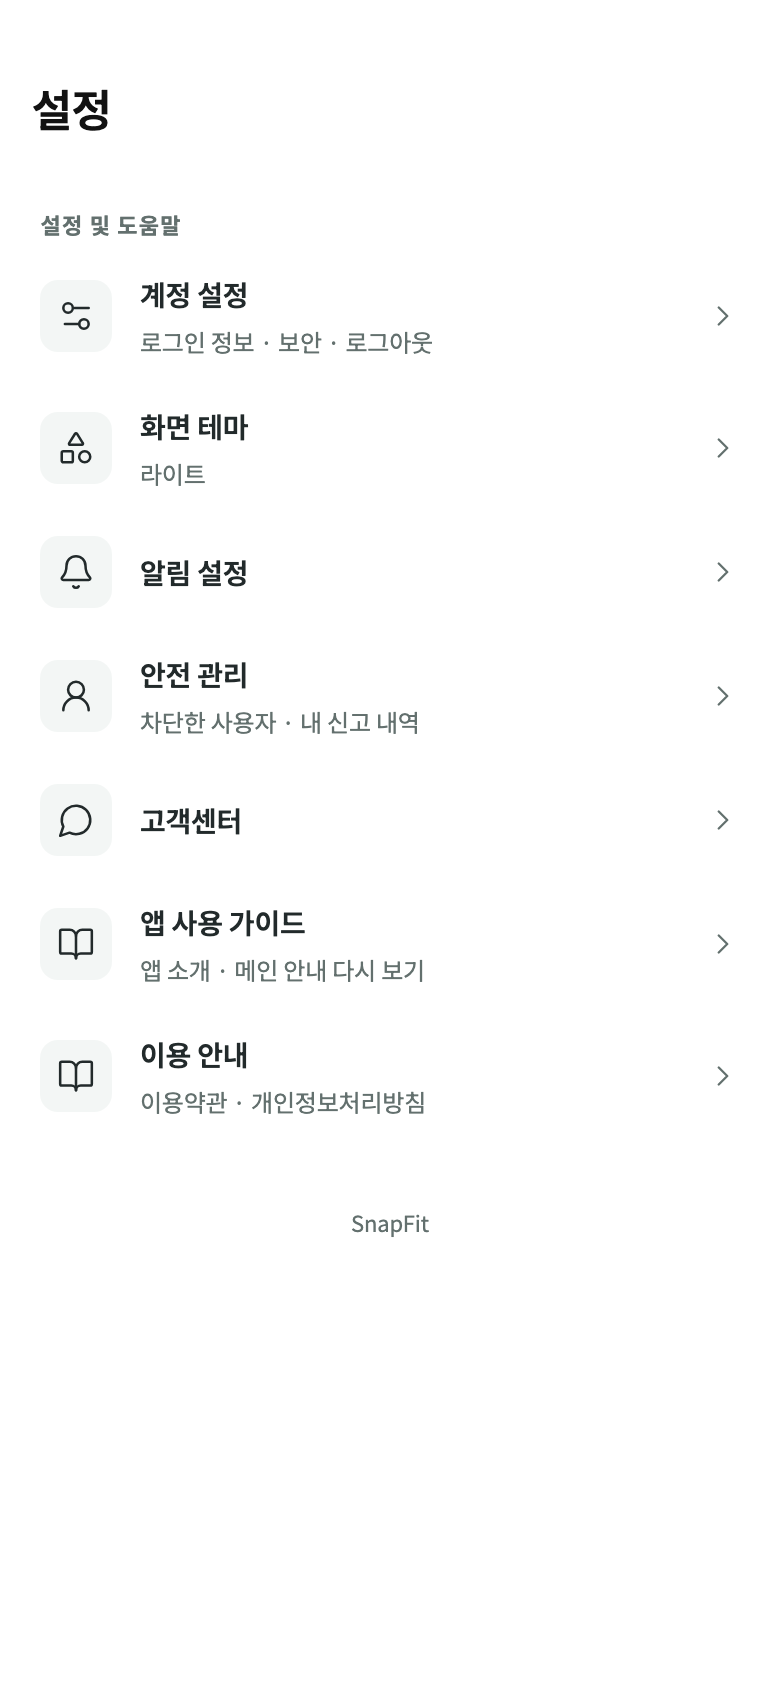 설정
설정 및 도움말
계정 설정
로그인 정보 · 보안 · 로그아웃
화면 테마
라이트
알림 설정
안전 관리
차단한 사용자 · 내 신고 내역
고객센터
앱 사용 가이드
앱 소개 · 메인 안내 다시 보기
이용 안내
이용약관 · 개인정보처리방침
SnapFit